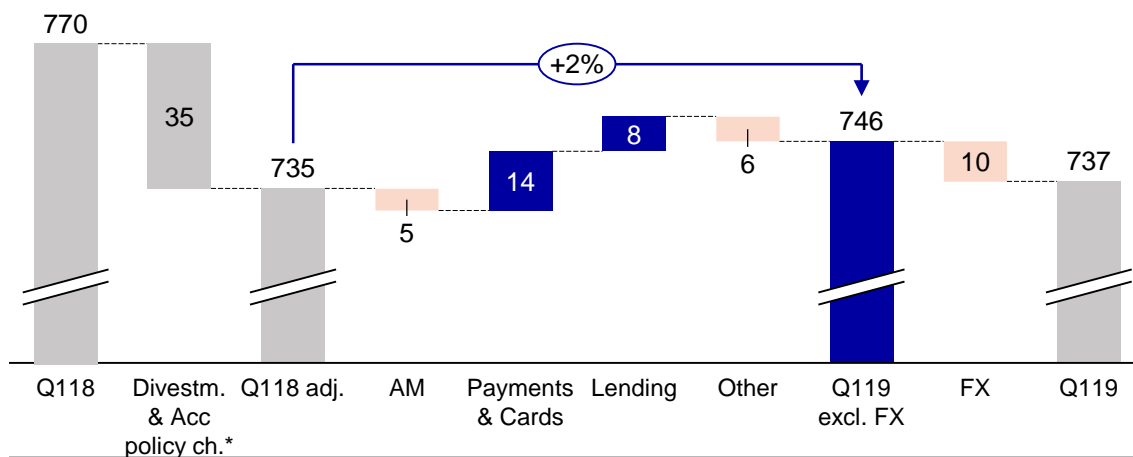 770
+2%
35
735
5
14
8
6
746
10
737
Q118
Divestm.
& Acc
policy ch.*
Q118 adj.
AM
Payments
& Cards
Lending
Other
Q119
excl. FX
FX
Q119